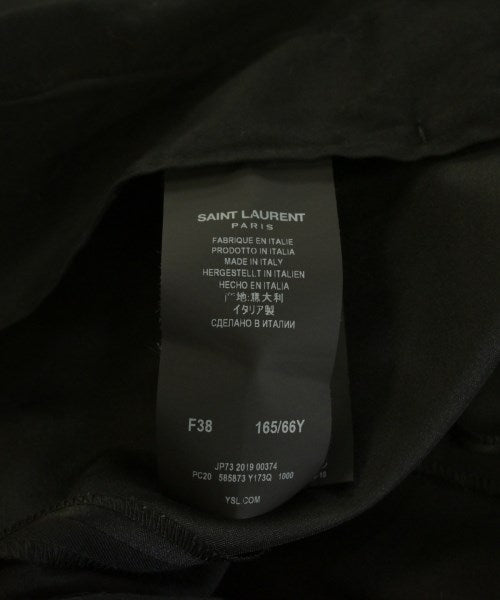 SAINT LAURENT
PARIS
FABRIQUE EN ITALIE
PRODOTTO IN ITALIA
MADE IN ITALY
HERGESTELLT IN ITALIEN
HECHO EN ITALIA
地:意大利
イタリア製
СДЕЛАНО В ИТАЛИИ
F38 165/66Y
JP73 2019 00374
PC20 585873 Y173Q 1000
YSL.COM